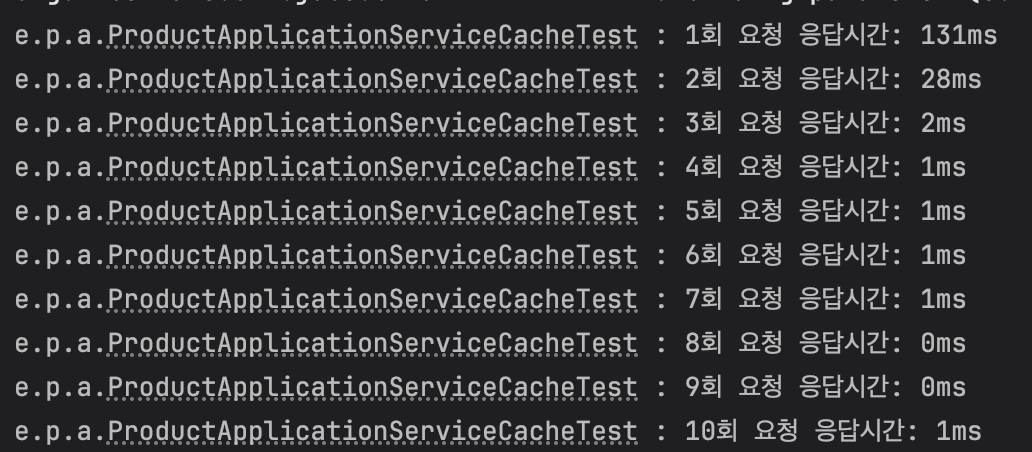 e.p.a.ProductApplicationServiceCacheTest : 1회 요청 응답시간: 131ms
e.p.a.ProductApplicationServiceCacheTest : 2회 요청 응답시간: 28ms
e.p.a.ProductApplicationServiceCacheTest : 3회 요청 응답시간: 2ms
e.p.a.ProductApplicationServiceCacheTest : 4회 요청 응답시간: 1ms
e.p.a.ProductApplicationServiceCacheTest : 5회 요청 응답시간: 1ms
e.p.a.ProductApplicationServiceCacheTest : 6회 요청 응답시간: 1ms
e.p.a.ProductApplicationServiceCacheTest : 7회 요청 응답시간: 1ms
e.p.a.ProductApplicationServiceCacheTest : 8회 요청 응답시간: 0ms
e.p.a.ProductApplicationServiceCacheTest : 9회 요청 응답시간: 0ms
e.p.a.ProductApplicationServiceCacheTest : 10회 요청 응답시간: 1ms